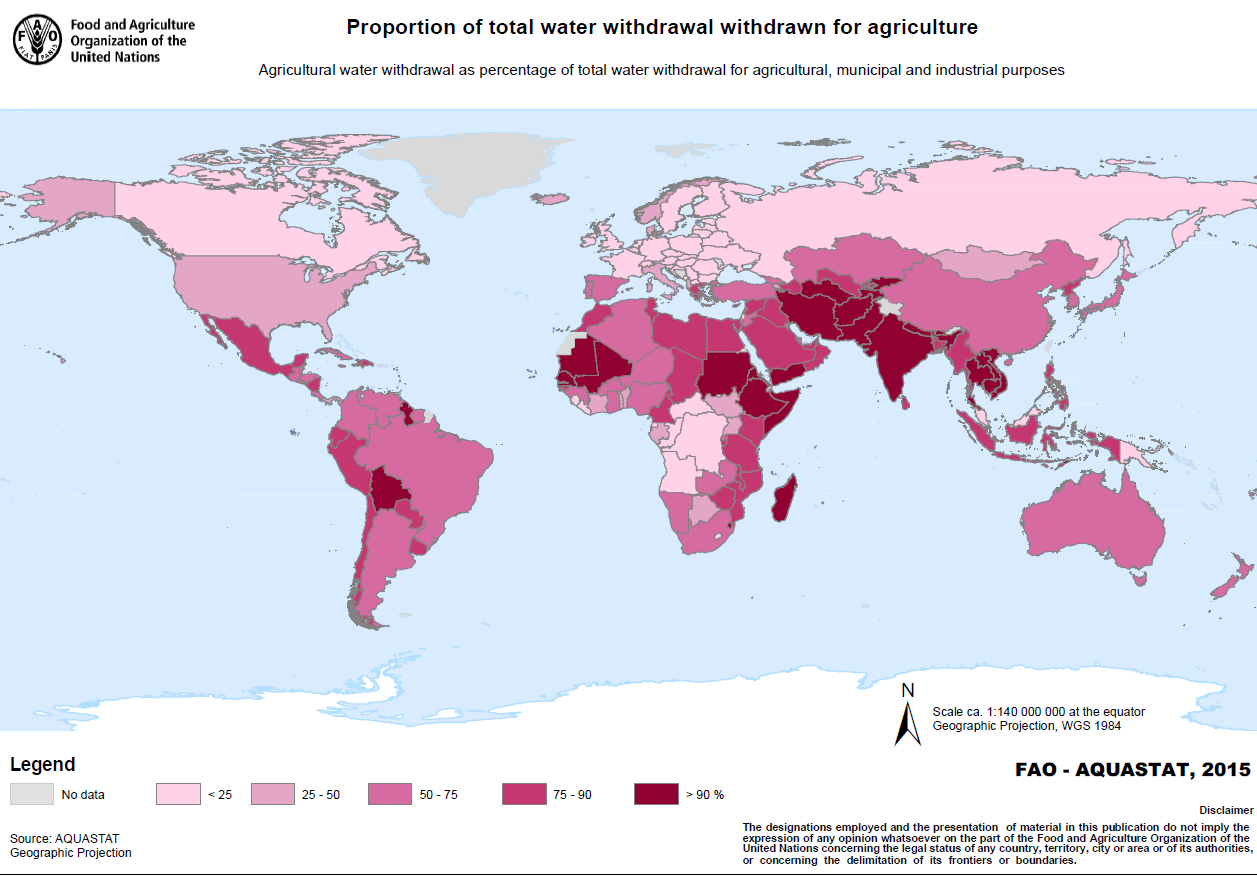 Food and Agriculture
Organization of the
United Nations
F A O
FIAT PANIS
Proportion of total water withdrawal withdrawn for agriculture
Agricultural water withdrawal as percentage of total water withdrawal for agricultural, municipal and industrial purposes
N
Scale ca. 1:140 000 000 at the equator
Geographic Projection, WGS 1984
Legend
No data
< 25
25 - 50
50 - 75
75 - 90
> 90 %
FAO - AQUASTAT, 2015
Source: AQUASTAT
Geographic Projection
Disclaimer
The designations employed and the presentation of material in this publication do not imply the
expression of any opinion whatsoever on the part of the Food and Agriculture Organization of the
United Nations concerning the legal status of any country, territory, city or area or of its authorities,
or concerning the delimitation of its frontiers or boundaries.